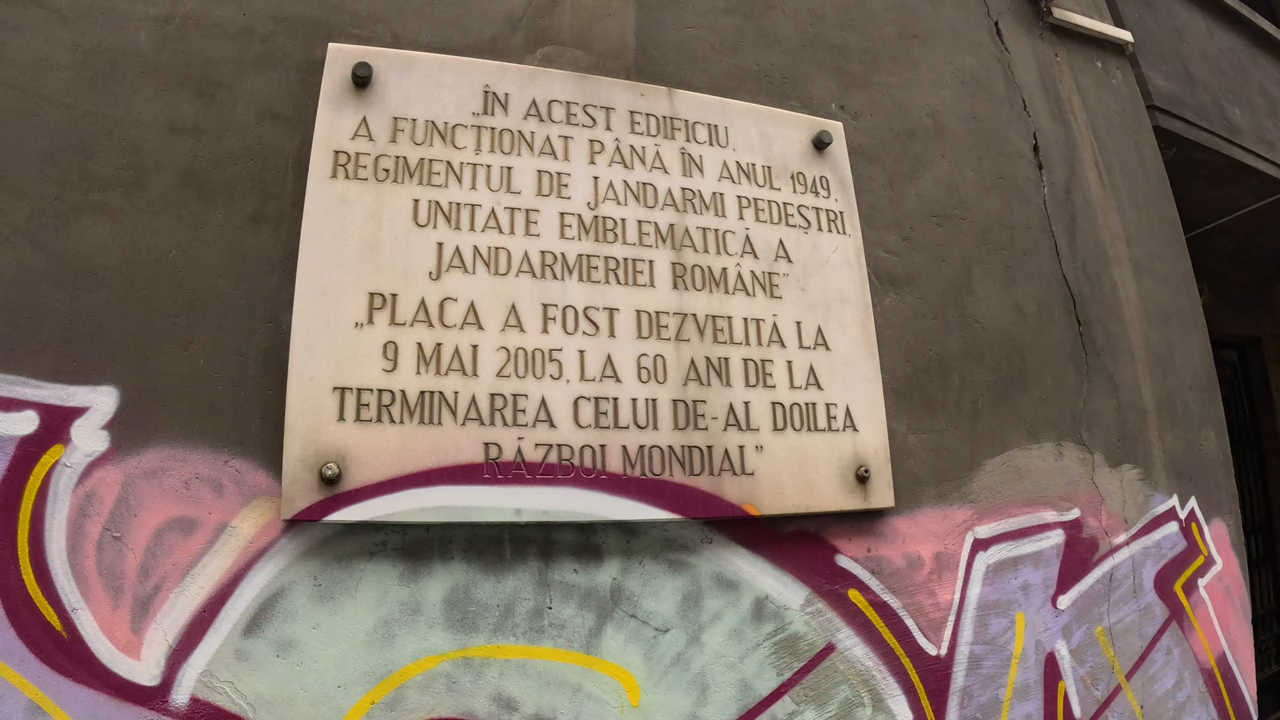 „ÎN ACEST EDIFICIU,
A FUNCȚIONAT PÂNĂ ÎN ANUL 1949,
REGIMENTUL DE JANDARMI PEDEȘTRI,
UNITATE EMBLEMATICĂ A
JANDARMERIEI ROMÂNE"
„PLACA A FOST DEZVELITĂ LA
9 MAI 2005, LA 60 ANI DE LA
TERMINAREA CELUI DE-AL DOILEA
RĂZBOI MONDIAL"